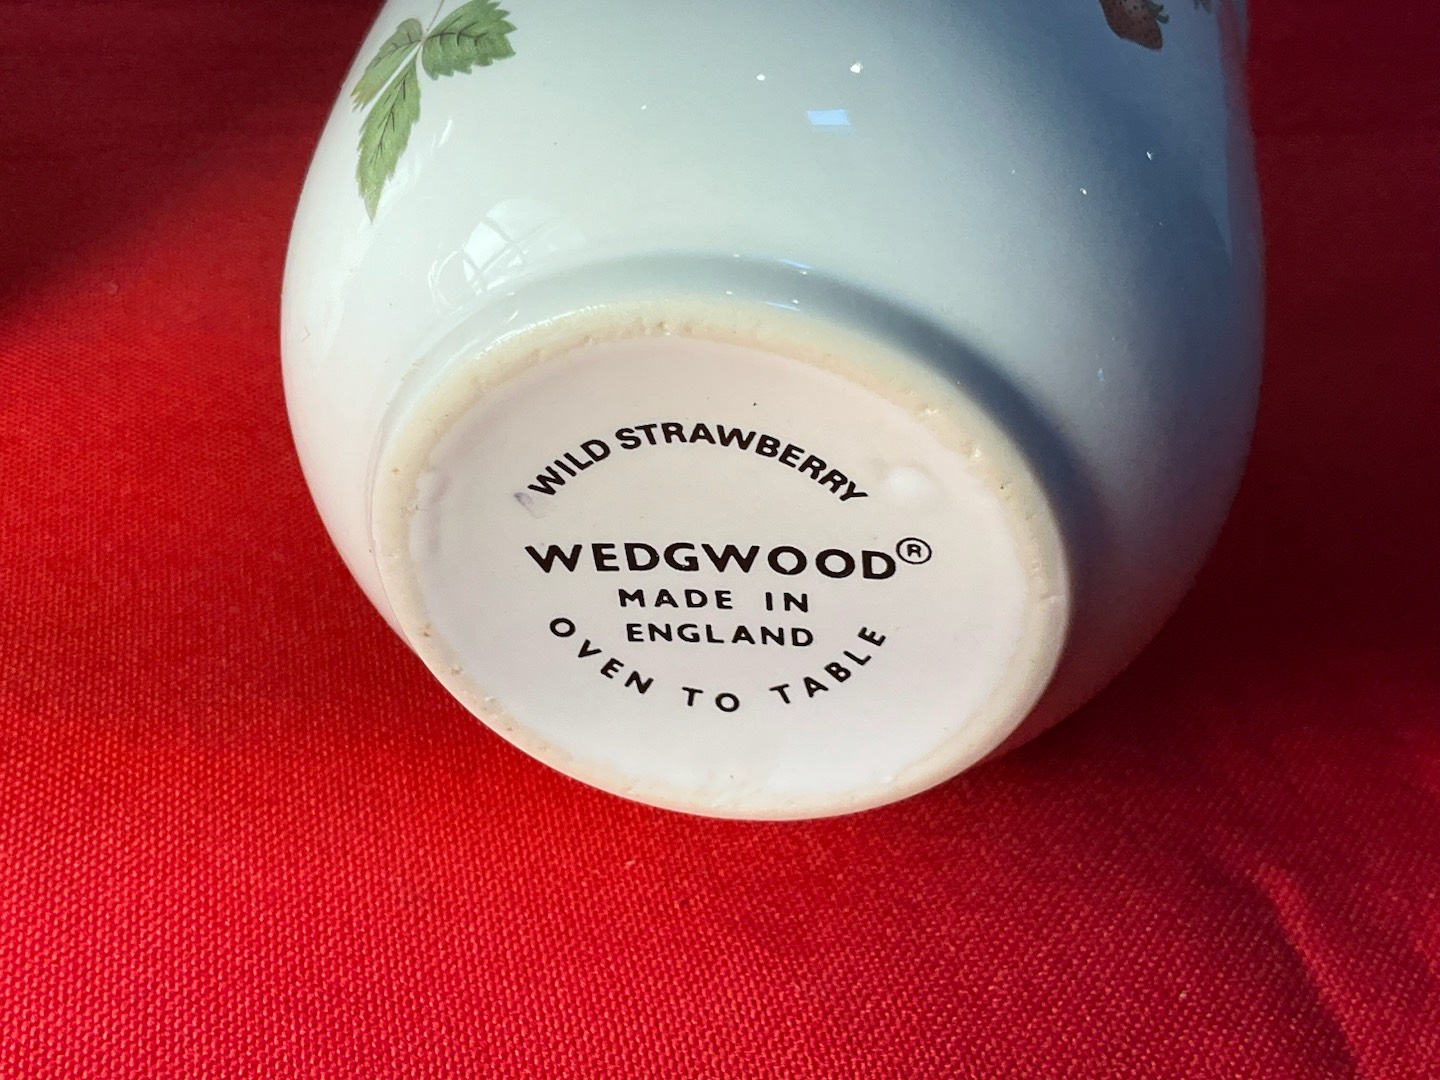 WILD STRAWBERRY
WEDGWOOD®
MADE IN
ENGLAND
OVEN TO TABLE